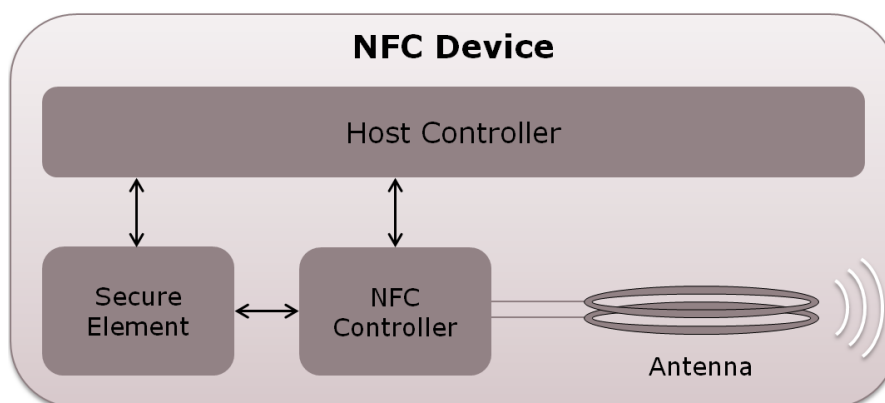 NFC Device
Host Controller
Secure
Element
NFC
Controller
Antenna